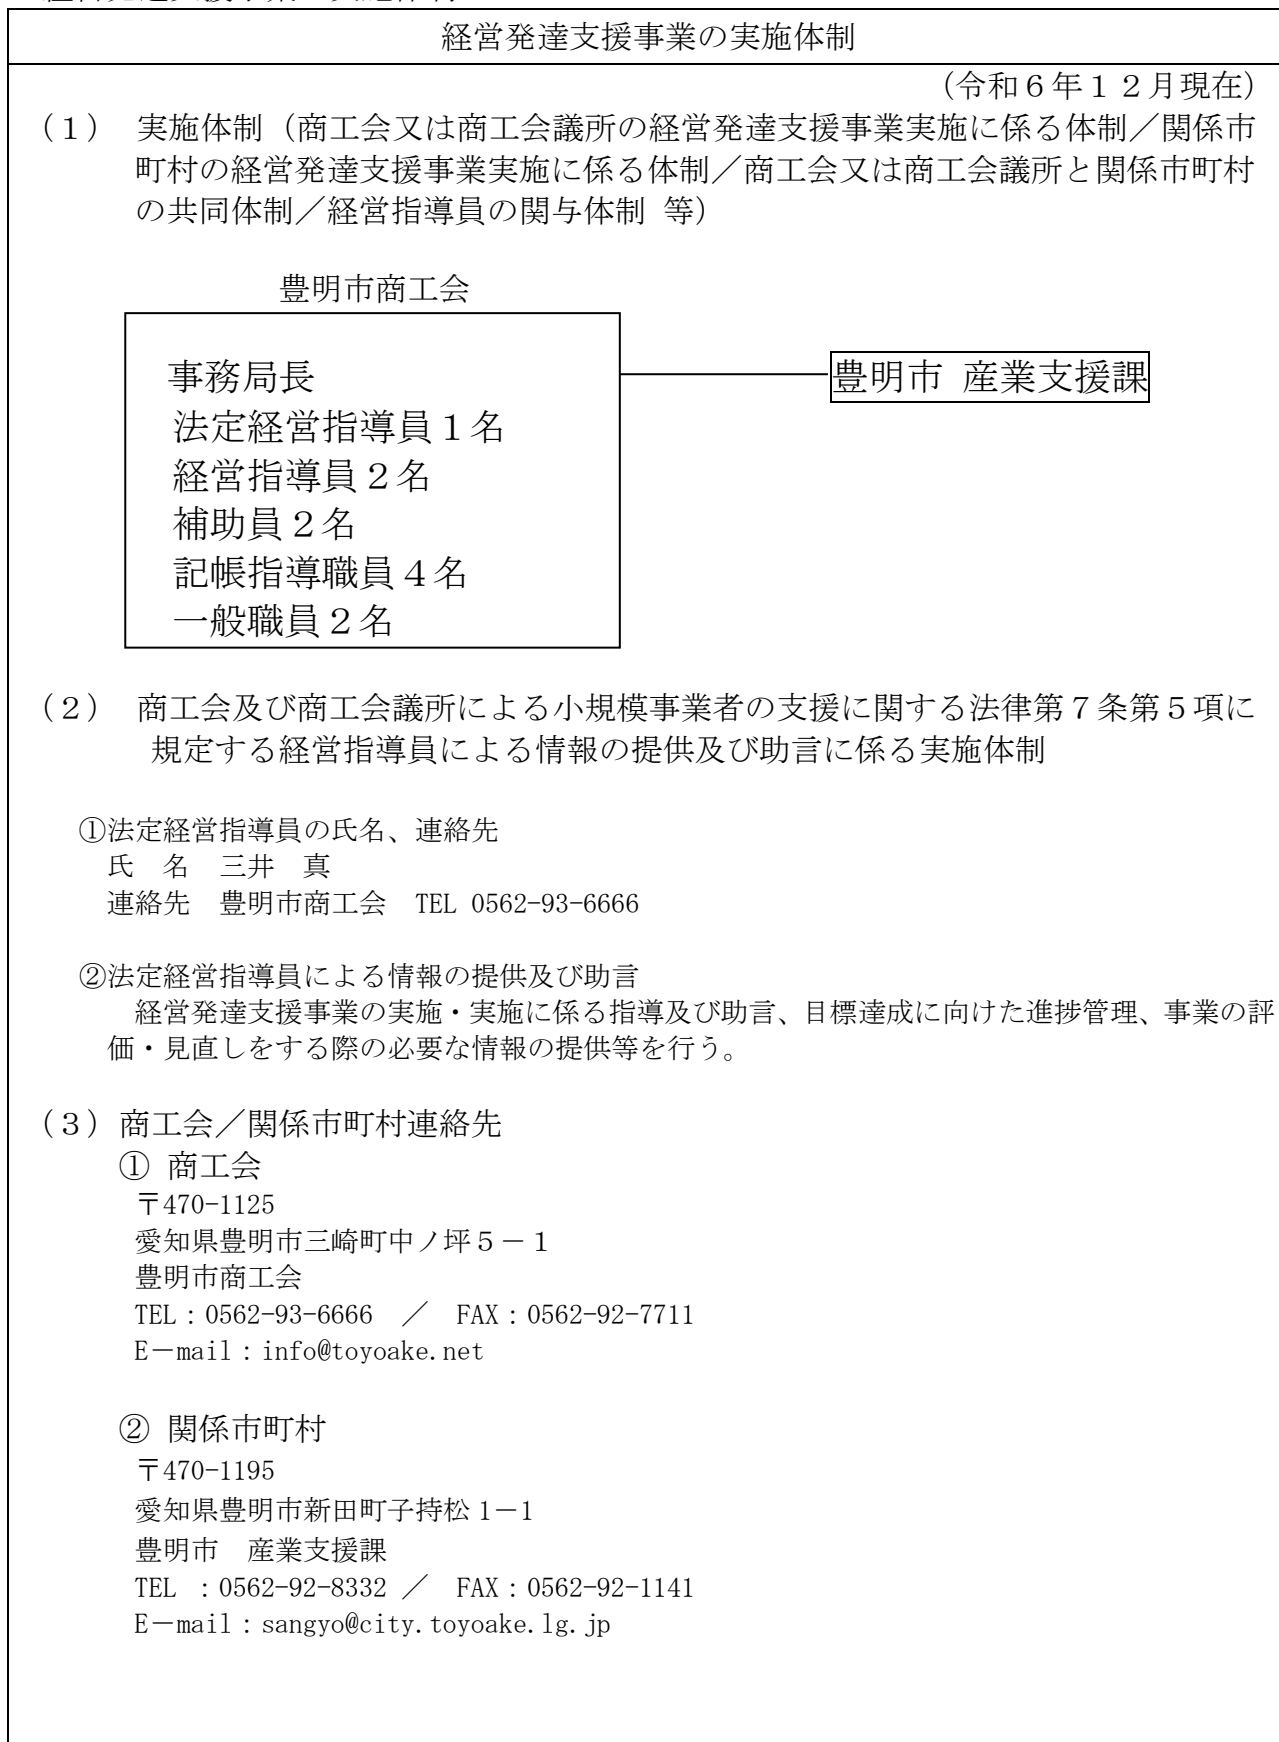 経営発達支援事業の実施体制
（令和６年１２月現在）
（１）　実施体制（商工会又は商工会議所の経営発達支援事業実施に係る体制／関係市
町村の経営発達支援事業実施に係る体制／商工会又は商工会議所と関係市町村
の共同体制／経営指導員の関与体制 等）
豊明市商工会
事務局長
豊明市 産業支援課
法定経営指導員１名
経営指導員２名
補助員２名
記帳指導職員４名
一般職員２名
（２）　商工会及び商工会議所による小規模事業者の支援に関する法律第７条第５項に
規定する経営指導員による情報の提供及び助言に係る実施体制
①法定経営指導員の氏名、連絡先
氏　名　三井　真
連絡先　豊明市商工会　TEL 0562-93-6666
②法定経営指導員による情報の提供及び助言
経営発達支援事業の実施・実施に係る指導及び助言、目標達成に向けた進捗管理、事業の評
価・見直しをする際の必要な情報の提供等を行う。
（３）商工会／関係市町村連絡先
① 商工会
〒470-1125
愛知県豊明市三崎町中ノ坪５－１
豊明市商工会
TEL：0562-93-6666　／　FAX：0562-92-7711
E－mail：info@toyoake.net
② 関係市町村
〒470-1195
愛知県豊明市新田町子持松 1－1
豊明市　産業支援課
TEL ：0562-92-8332 ／　FAX：0562-92-1141
E－mail：sangyo@city.toyoake.lg.jp